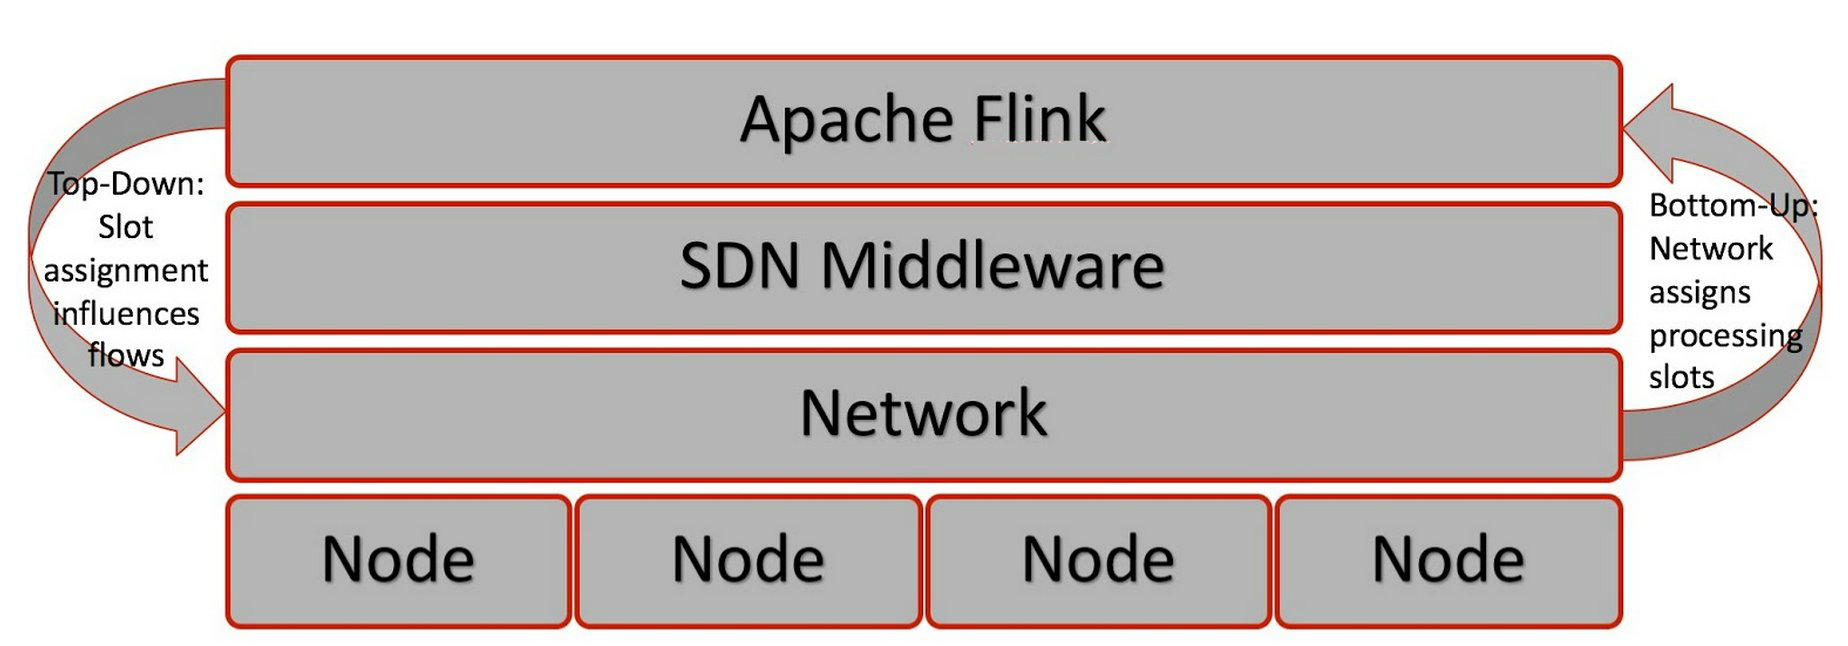 Apache Flink
Top-Down:
Slot
assignment
influences
flows
SDN Middleware
Bottom-Up:
Network
assigns
processing
slots
Network
Node Node Node Node